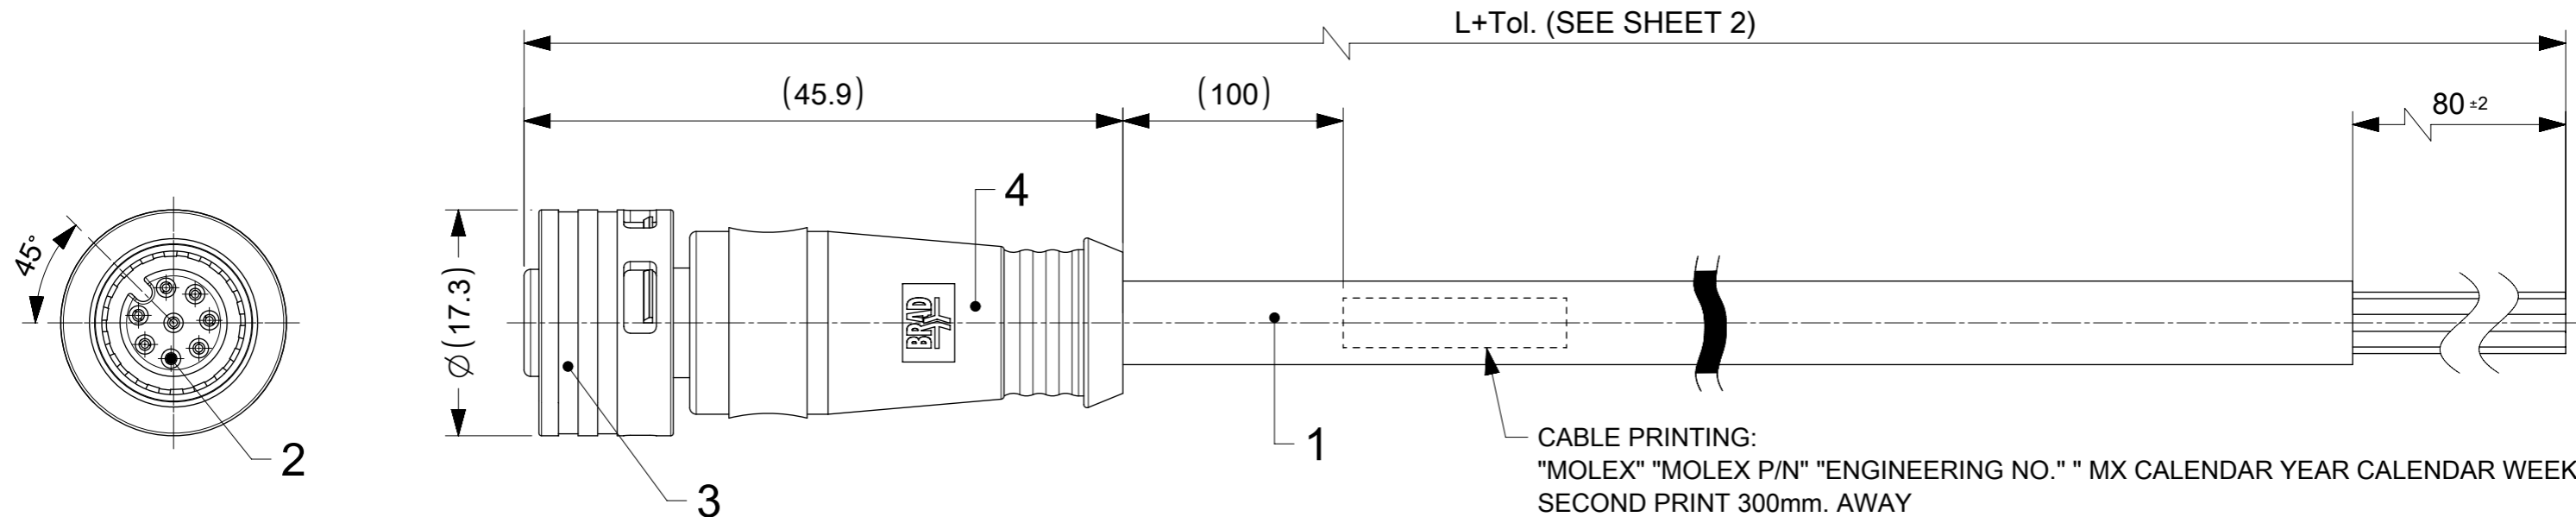 L+Tol. (SEE SHEET 2)
(45.9)
(100)
80 ±2
45°
Ø(17.3)
4
BRAD
2
3
1
CABLE PRINTING:
"MOLEX" "MOLEX P/N" "ENGINEERING NO." " MX CALENDAR YEAR CALENDAR WEEK
SECOND PRINT 300mm. AWAY